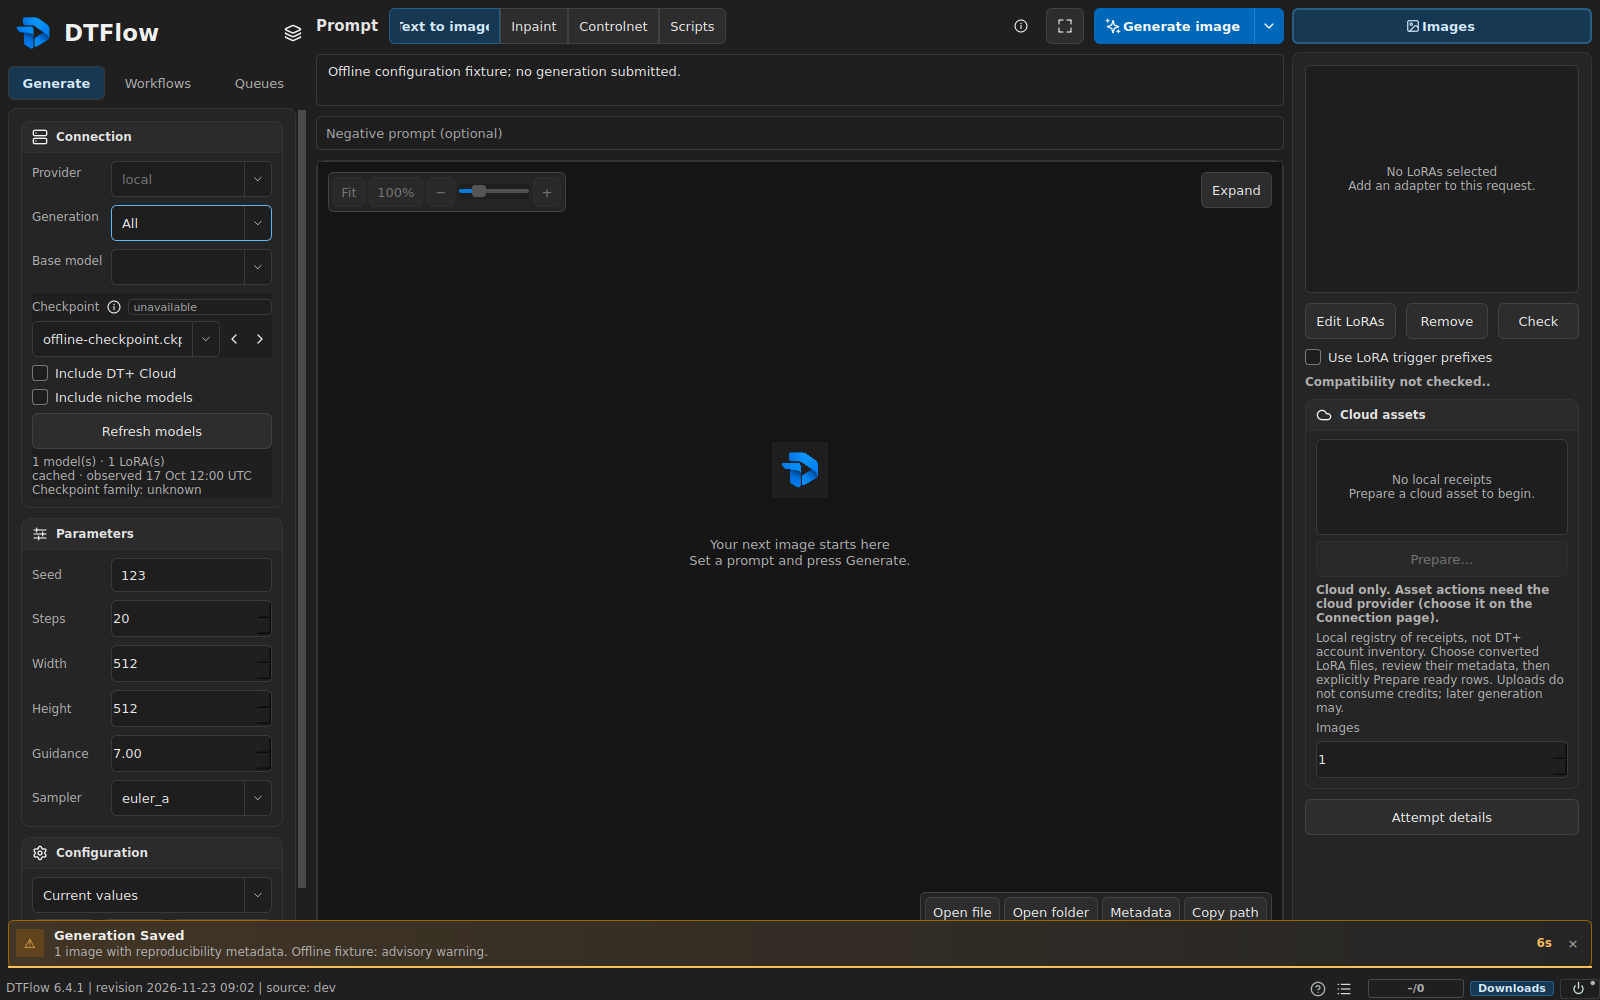 DTFlow
Generate
Workflows
Queues
Connection
Provider
local
Generation
All
Base model
Checkpoint
unavailable
offline-checkpoint.ckp
Include DT+ Cloud
Include niche models
Refresh models
1 model(s) · 1 LoRA(s)
cached · observed 17 Oct 12:00 UTC
Checkpoint family: unknown
Parameters
Seed
123
Steps
20
Width
512
Height
512
Guidance
7.00
Sampler
euler_a
Configuration
Current values
Prompt
Text to image
Inpaint
Controlnet
Scripts
Generate image
Offline configuration fixture; no generation submitted.
Negative prompt (optional)
Fit
100%
−
+
Expand
Your next image starts here
Set a prompt and press Generate.
Open file
Open folder
Metadata
Copy path
Images
No LoRAs selected
Add an adapter to this request.
Edit LoRAs
Remove
Check
Use LoRA trigger prefixes
Compatibility not checked..
Cloud assets
No local receipts
Prepare a cloud asset to begin.
Prepare...
Cloud only. Asset actions need the
cloud provider (choose it on the
Connection page).
Local registry of receipts, not DT+
account inventory. Choose converted
LoRA files, review their metadata, then
explicitly Prepare ready rows. Uploads do
not consume credits; later generation
may.
Images
1
Attempt details
Generation Saved
1 image with reproducibility metadata. Offline fixture: advisory warning.
6s
×
DTFlow 6.4.1 | revision 2026-11-23 09:02 | source: dev
-/0
Downloads